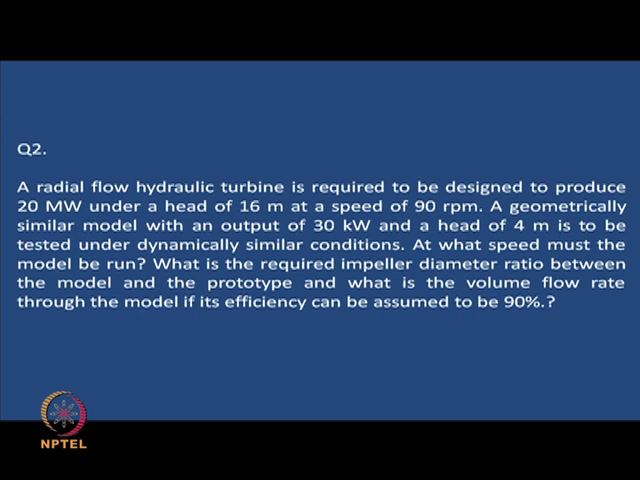 Q2.
A radial flow hydraulic turbine is required to be designed to produce
20 MW under a head of 16 m at a speed of 90 rpm. A geometrically
similar model with an output of 30 kW and a head of 4 m is to be
tested under dynamically similar conditions. At what speed must the
model be run? What is the required impeller diameter ratio between
the model and the prototype and what is the volume flow rate
through the model if its efficiency can be assumed to be 90%.?
NPTEL